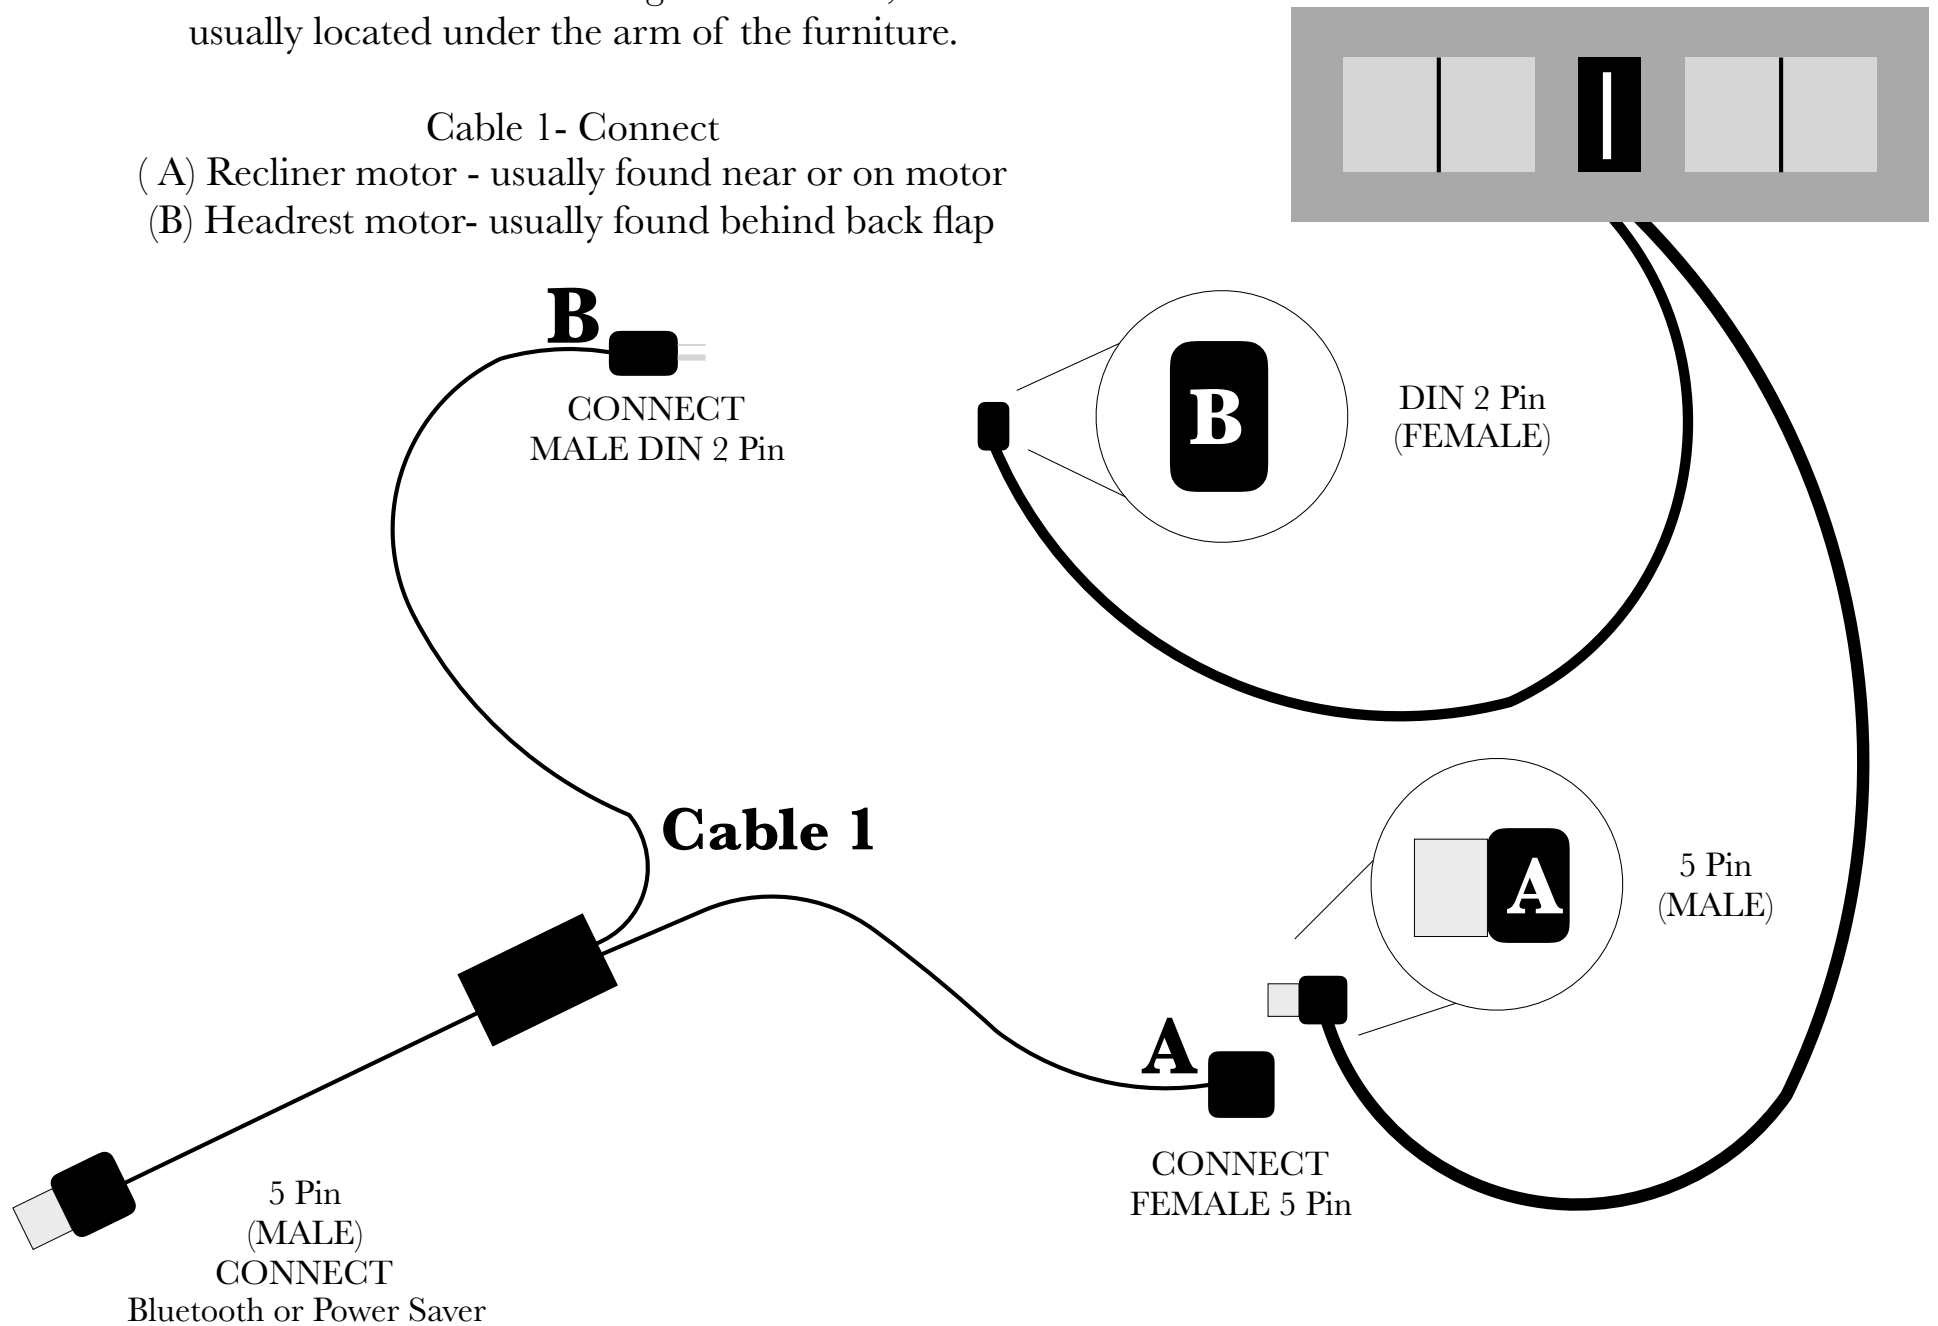 usually located under the arm of the furniture.
Cable 1- Connect
( A) Recliner motor - usually found near or on motor
(B) Headrest motor- usually found behind back flap
B
CONNECT
MALE DIN 2 Pin
B
DIN 2 Pin
(FEMALE)
Cable 1
A
5 Pin
(MALE)
A
CONNECT
FEMALE 5 Pin
5 Pin
(MALE)
CONNECT
Bluetooth or Power Saver